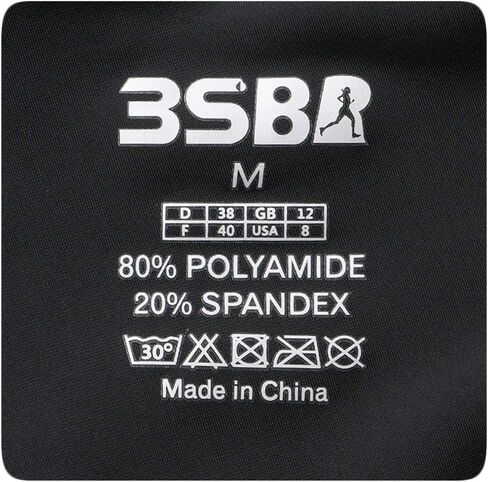 3SBR
M
D 38 GB 12
F 40 USA 8
80% POLYAMIDE
20% SPANDEX
30°
Made in China